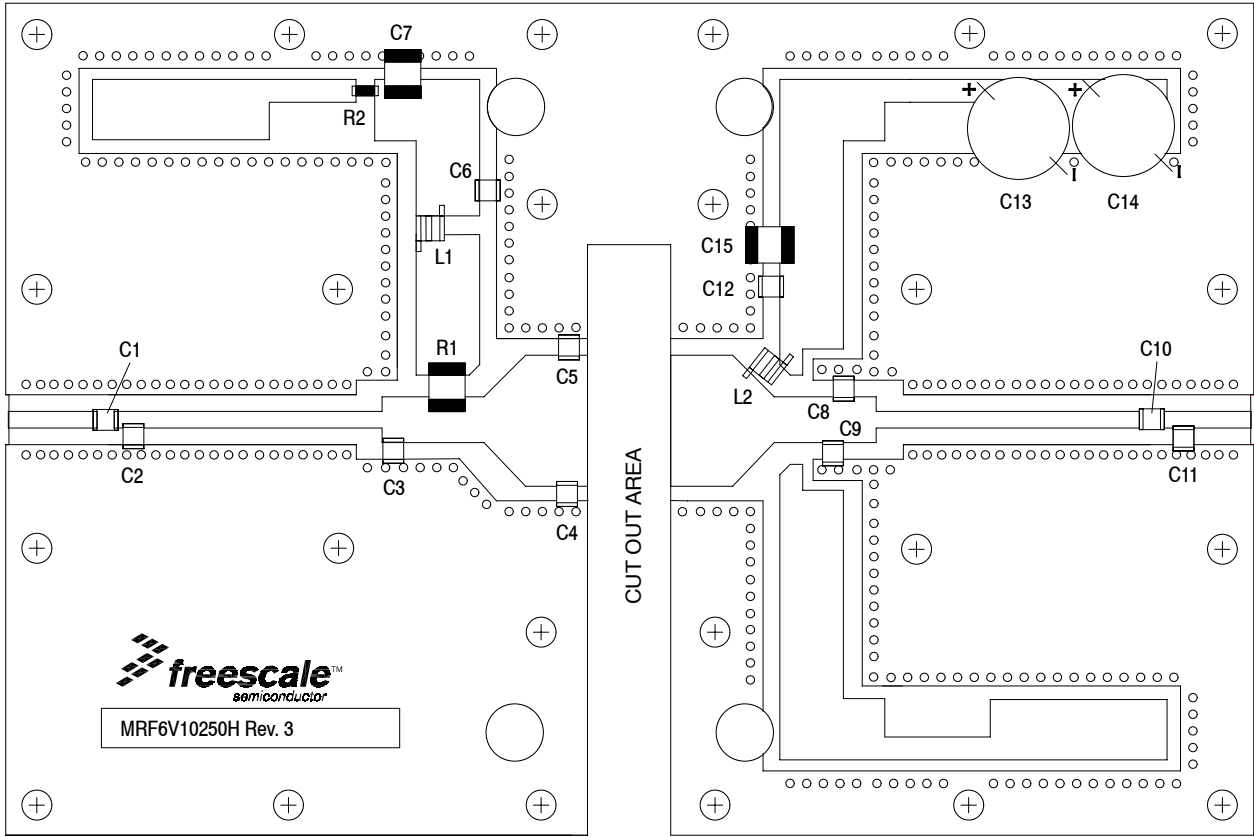 C7
R2
C6
L1
C15
C12
C13
C14
C1
R1
C5
L2
C8
C10
C9
C2
C3
C4
C11
CUT OUT AREA
freescale™
semiconductor
MRF6V10250H Rev. 3